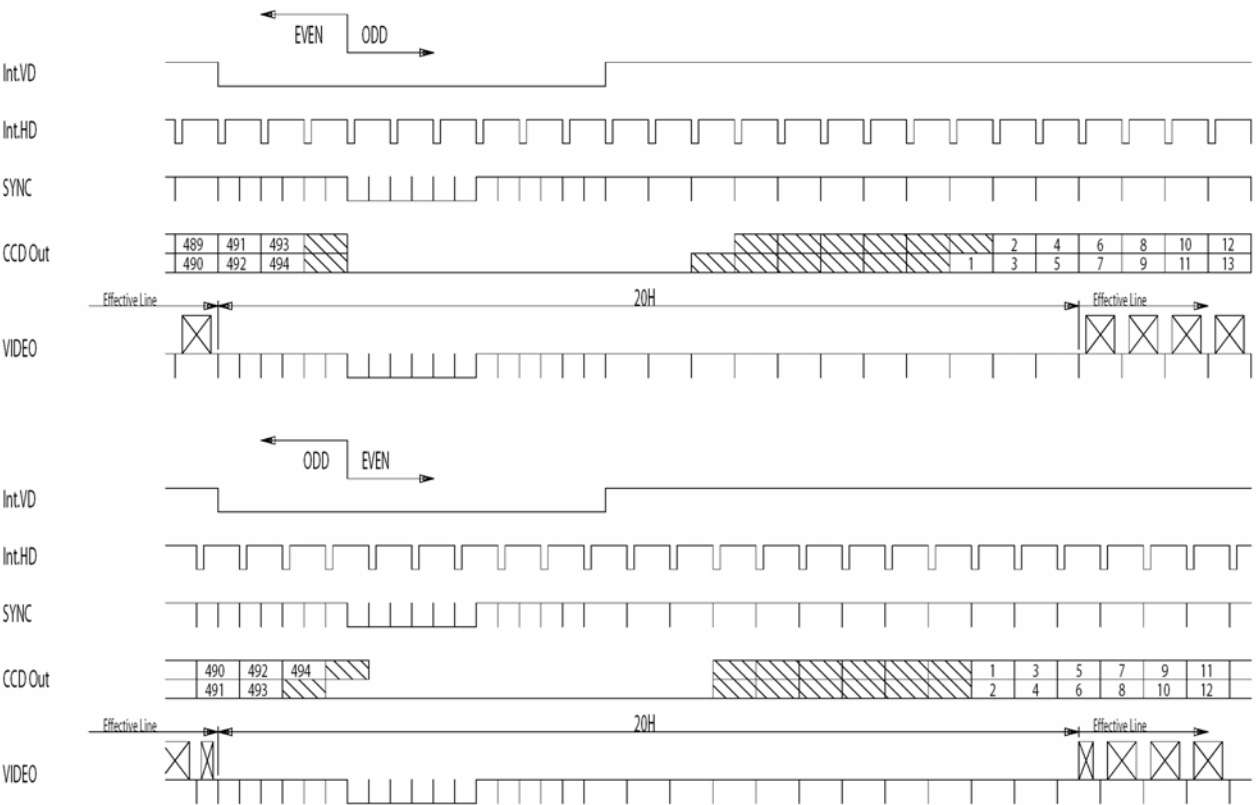 EVEN ODD
Int.VD
Int.HD
SYNC
CCD Out
489 491 493 2 4 6 8 10 12
490 492 494 1 3 5 7 9 11 13
Effective Line 20H Effective Line
VIDEO
ODD EVEN
Int.VD
Int.HD
SYNC
CCD Out
490 492 494 1 3 5 7 9 11
491 493 2 4 6 8 10 12
Effective Line 20H Effective Line
VIDEO